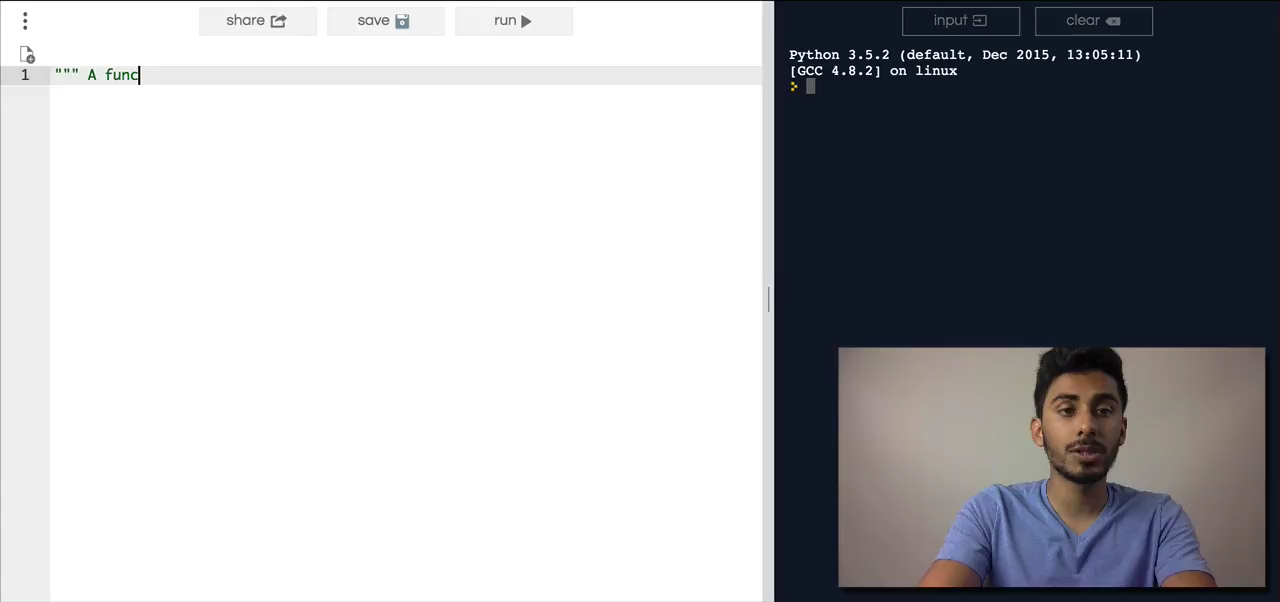 share save run
1 """ A func
input clear
Python 3.5.2 (default, Dec 2015, 13:05:11)
[GCC 4.8.2] on linux